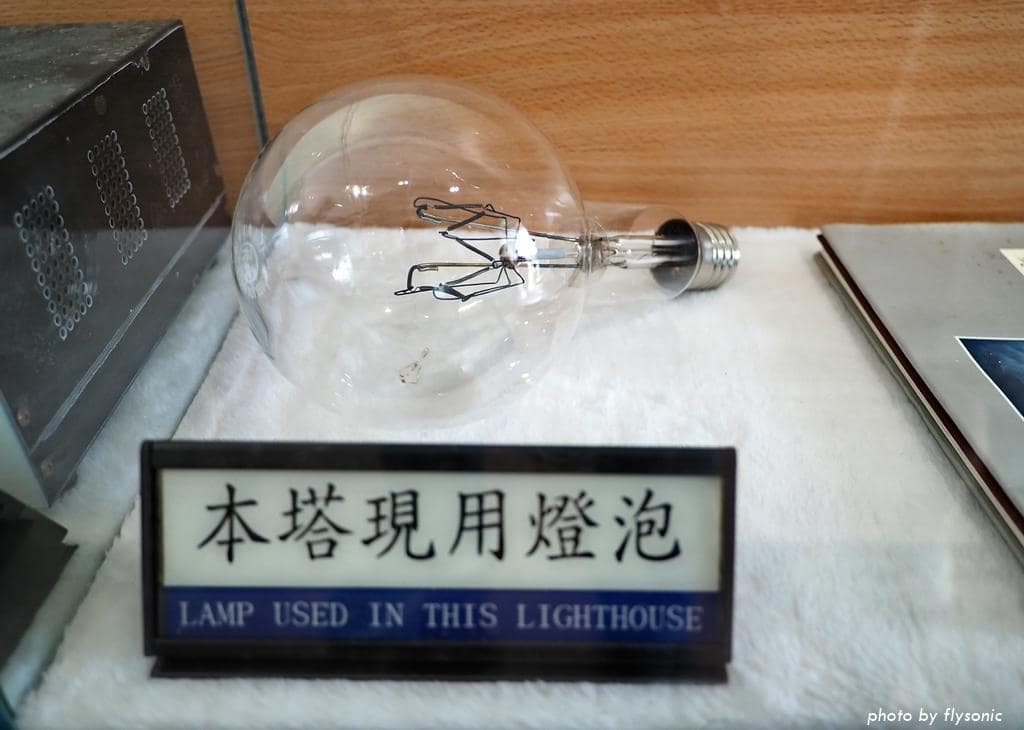 本塔現用燈泡
LAMP USED IN THIS LIGHTHOUSE
photo by flysonic